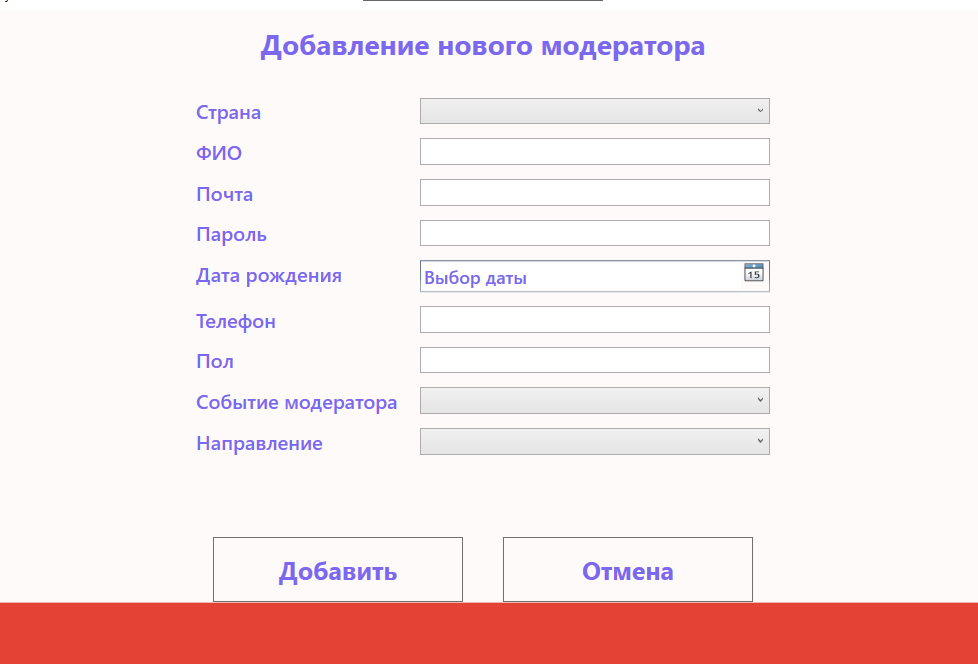 Добавление нового модератора
Страна
ФИО
Почта
Пароль
Дата рождения
Выбор даты
15
Телефон
Пол
Событие модератора
Направление
Добавить
Отмена